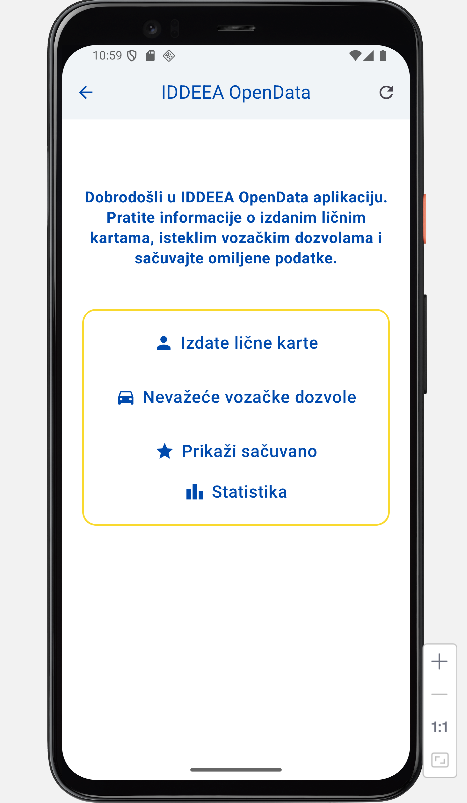 10:59
IDDEEA OpenData
Dobrodošli u IDDEEA OpenData aplikaciju.
Pratite informacije o izdanim ličnim
kartama, isteklim vozačkim dozvolama i
sačuvajte omiljene podatke.
Izdate lične karte
Nevažeće vozačke dozvole
Prikaži sačuvano
Statistika
1:1